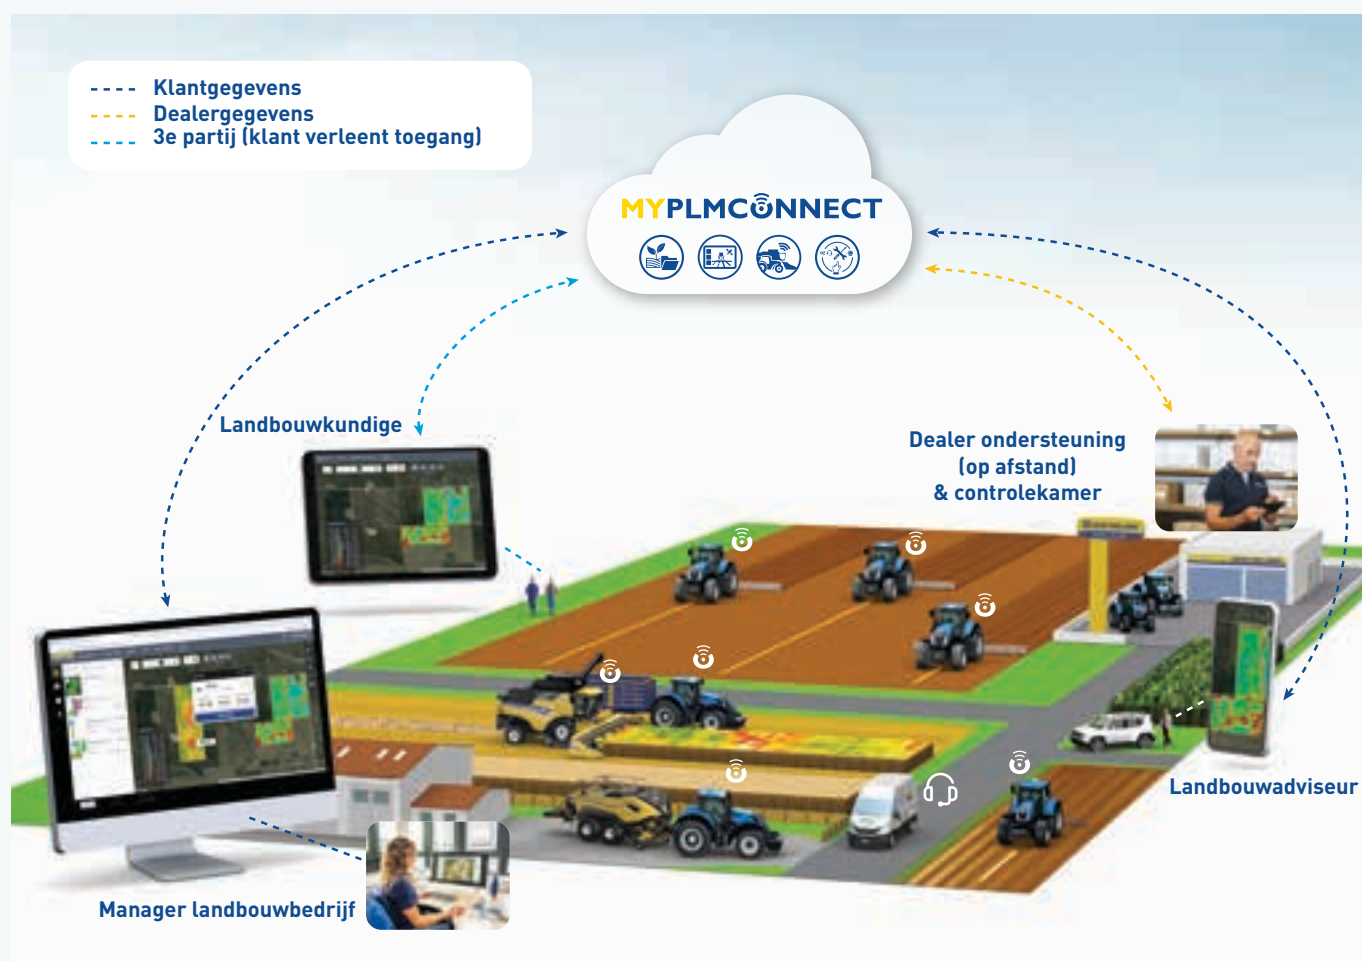 Klantgegevens
Dealergegevens
3e partij (klant verleent toegang)
MYPLMCONNECT
Landbouwkundige
Dealer ondersteuning
(op afstand)
& controlekamer
Landbouwadviseur
Manager landbouwbedrijf